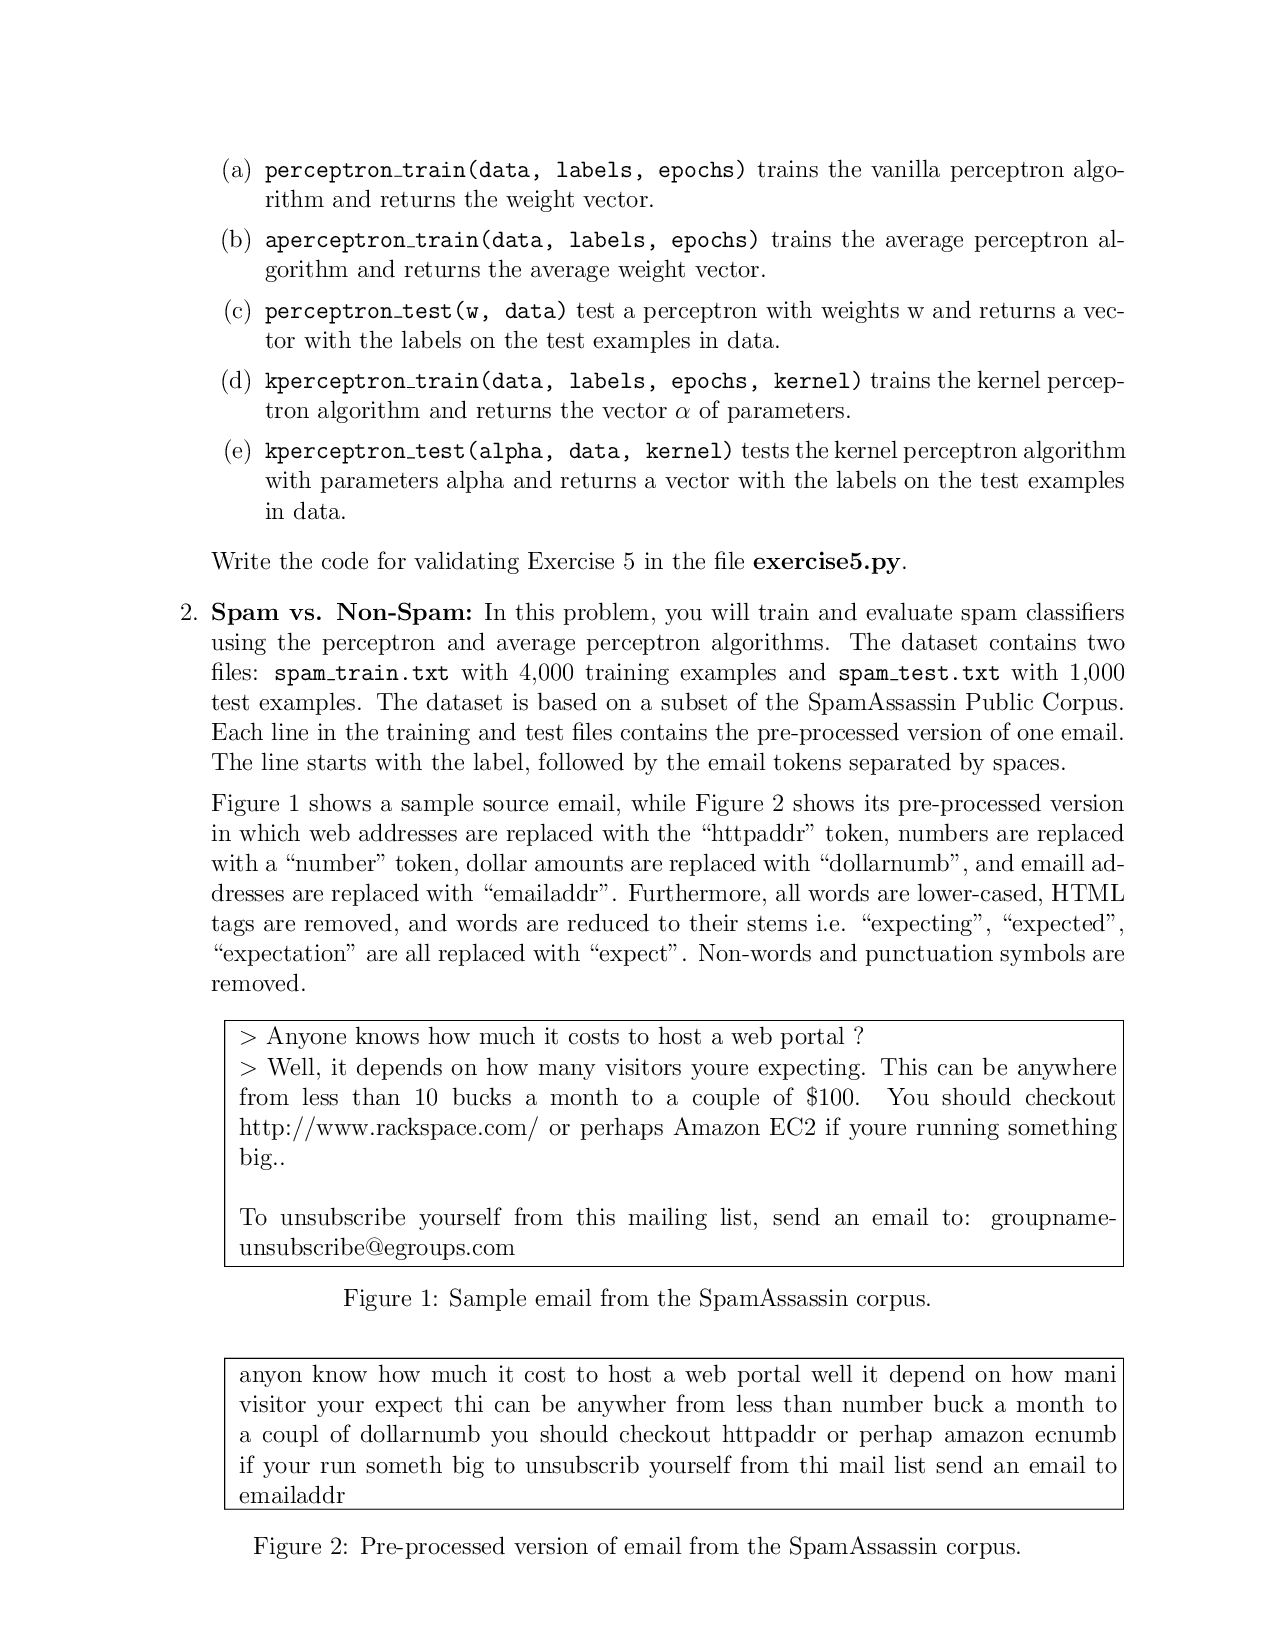 (a) perceptron_train(data, labels, epochs) trains the vanilla perceptron algo-
rithm and returns the weight vector.
(b) aperceptron_train(data, labels, epochs) trains the average perceptron al-
gorithm and returns the average weight vector.
(c) perceptron_test(w, data) test a perceptron with weights w and returns a vec-
tor with the labels on the test examples in data.
(d) kperceptron_train(data, labels, epochs, kernel) trains the kernel percep-
tron algorithm and returns the vector α of parameters.
(e) kperceptron_test(alpha, data, kernel) tests the kernel perceptron algorithm
with parameters alpha and returns a vector with the labels on the test examples
in data.
Write the code for validating Exercise 5 in the file exercise5.py.
2. Spam vs. Non-Spam: In this problem, you will train and evaluate spam classifiers
using the perceptron and average perceptron algorithms. The dataset contains two
files: spam_train.txt with 4,000 training examples and spam_test.txt with 1,000
test examples. The dataset is based on a subset of the SpamAssassin Public Corpus.
Each line in the training and test files contains the pre-processed version of one email.
The line starts with the label, followed by the email tokens separated by spaces.
Figure 1 shows a sample source email, while Figure 2 shows its pre-processed version
in which web addresses are replaced with the “httpaddr” token, numbers are replaced
with a “number” token, dollar amounts are replaced with “dollarnumb”, and emaill ad-
dresses are replaced with “emailaddr”. Furthermore, all words are lower-cased, HTML
tags are removed, and words are reduced to their stems i.e. “expecting”, “expected”,
“expectation” are all replaced with “expect”. Non-words and punctuation symbols are
removed.
> Anyone knows how much it costs to host a web portal ?
> Well, it depends on how many visitors youre expecting. This can be anywhere
from less than 10 bucks a month to a couple of $100. You should checkout
http://www.rackspace.com/ or perhaps Amazon EC2 if youre running something
big..
To unsubscribe yourself from this mailing list, send an email to: groupname-
unsubscribe@egroups.com
Figure 1: Sample email from the SpamAssassin corpus.
anyon know how much it cost to host a web portal well it depend on how mani
visitor your expect thi can be anywher from less than number buck a month to
a coupl of dollarnumb you should checkout httpaddr or perhap amazon ecnumb
if your run someth big to unsubscrib yourself from thi mail list send an email to
emailaddr
Figure 2: Pre-processed version of email from the SpamAssassin corpus.